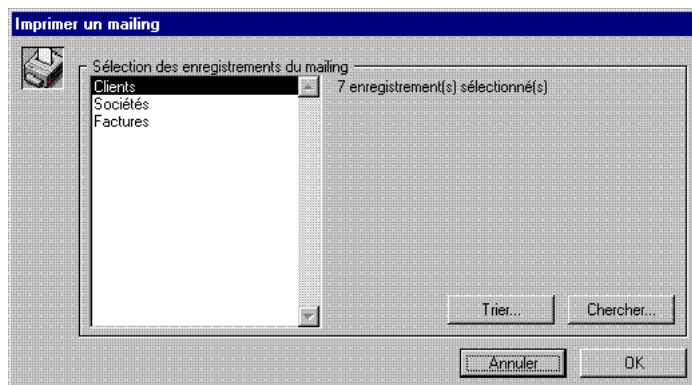 Imprimer un mailing
Sélection des enregistrements du mailing
Clients
Sociétés
Factures
7 enregistrement(s) sélectionné(s)
Trier...
Chercher...
Annuler
OK